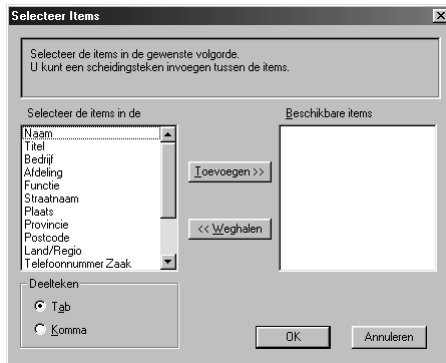 Selecteer Items
Selecteer de items in de gewenste volgorde.
U kunt een scheidingsteken invoegen tussen de items.
Selecteer de items in de
Beschikbare items
Naam
Titel
Bedrijf
Afdeling
Functie
Straatnaam
Plaats
Provincie
Postcode
Land/Regio
Telefoonnummer Zaak
Toevoegen >>
<< Weghalen
Deelteken
Tab
Komma
OK
Annuleren